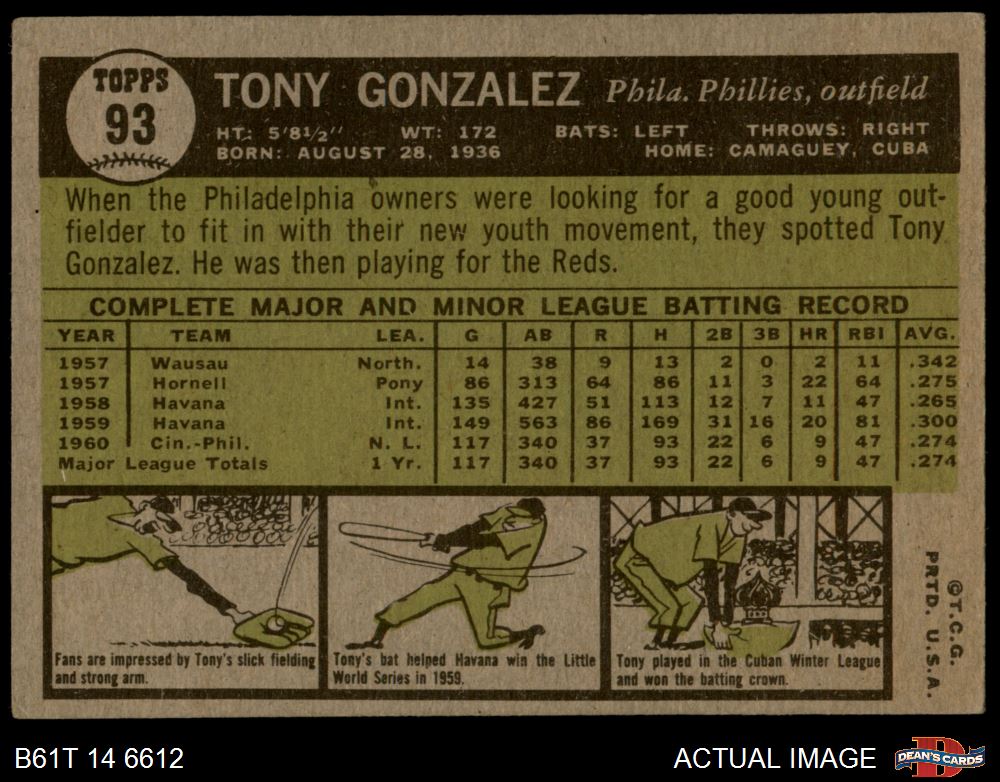 TOPPS
93
TONY GONZALEZ Phila. Phillies, outfield
HT: 5'8½" WT: 172 BATS: LEFT THROWS: RIGHT
BORN: AUGUST 28, 1936 HOME: CAMAGUEY, CUBA
When the Philadelphia owners were looking for a good young out-
fielder to fit in with their new youth movement, they spotted Tony
Gonzalez. He was then playing for the Reds.
COMPLETE MAJOR AND MINOR LEAGUE BATTING RECORD
YEAR TEAM LEA. G AB R H 2B 3B HR RBI AVG.
1957 Wausau North. 14 38 9 13 2 0 2 11 .342
1957 Hornell Pony 86 313 64 86 11 3 22 64 .275
1958 Havana Int. 135 427 51 113 12 7 11 47 .265
1959 Havana Int. 149 563 86 169 31 16 20 81 .300
1960 Cin.-Phil. N. L. 117 340 37 93 22 6 9 47 .274
Major League Totals 1 Yr. 117 340 37 93 22 6 9 47 .274
Fans are impressed by Tony's slick fielding
and strong arm.
Tony's bat helped Havana win the Little
World Series in 1959.
Tony played in the Cuban Winter League
and won the batting crown.
©T.C.G.
PRTD. U.S.A.
B61T 14 6612
ACTUAL IMAGE
D
DEAN'S CARDS